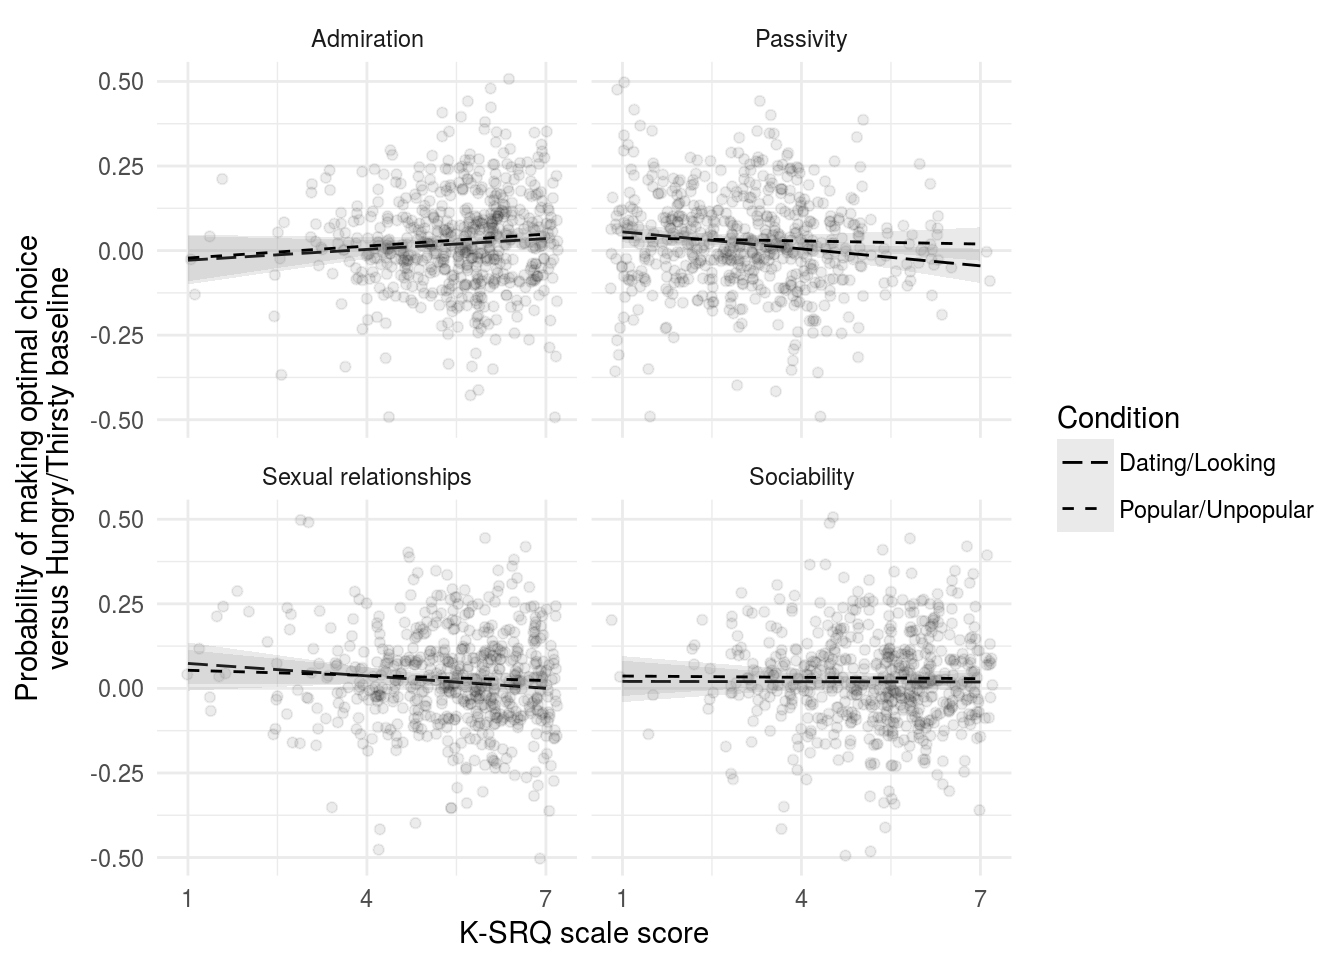 Admiration
Passivity
0.50
0.25
0.00
-0.25
-0.50
Sexual relationships
Sociability
0.50
0.25
0.00
-0.25
-0.50
1
4
7
1
4
7
K-SRQ scale score
Probability of making optimal choice
versus Hungry/Thirsty baseline
Condition
Dating/Looking
Popular/Unpopular